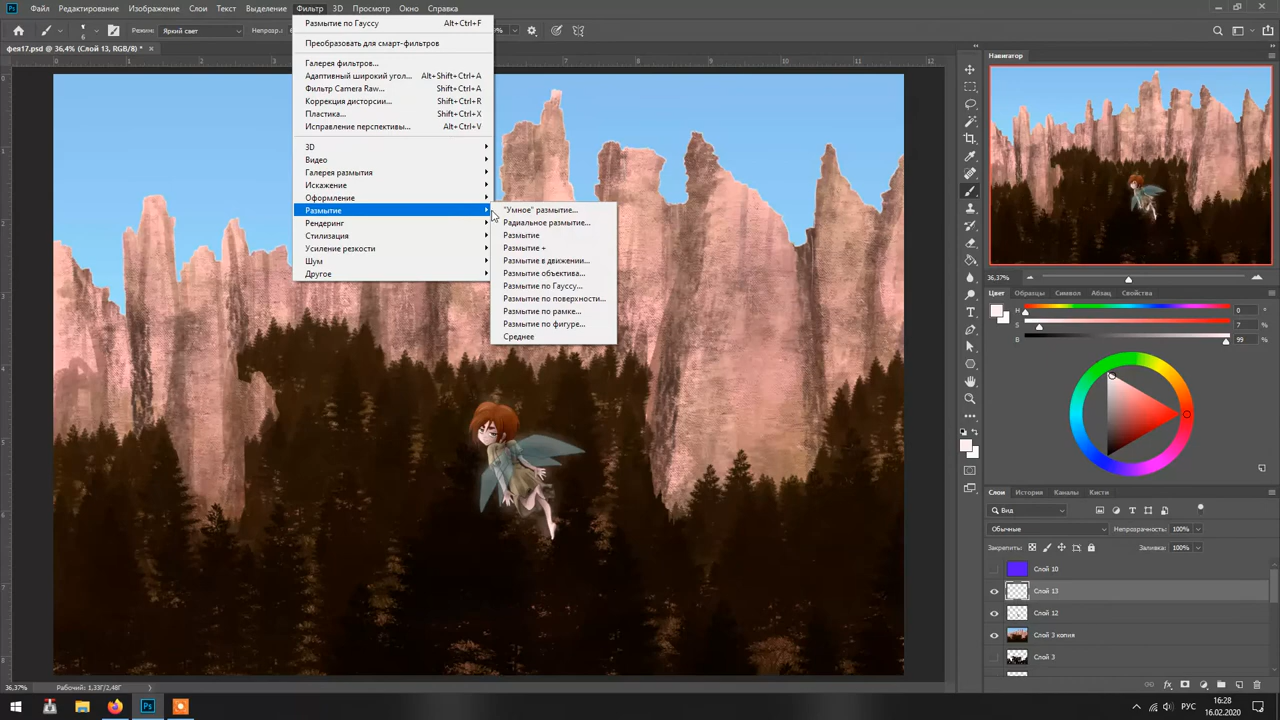 Файл
Редактирование
Изображение
Слои
Текст
Выделение
Фильтр
3D
Просмотр
Окно
Справка
Режим:
Яркий свет
фея17.psd @ 36,4% (Слой 13, RGB/8) *
Размытие по Гауссу Alt+Ctrl+F
Преобразовать для смарт-фильтров
Галерея фильтров...
Адаптивный широкий угол... Alt+Shift+Ctrl+A
Фильтр Camera Raw... Shift+Ctrl+A
Коррекция дисторсии... Shift+Ctrl+R
Пластика... Shift+Ctrl+X
Исправление перспективы... Alt+Ctrl+V
3D
Видео
Галерея размытия
Искажение
Оформление
Размытие
Рендеринг
Стилизация
Усиление резкости
Шум
Другое
"Умное" размытие...
Радиальное размытие...
Размытие
Размытие +
Размытие в движении...
Размытие объектива...
Размытие по Гауссу...
Размытие по поверхности...
Размытие по рамке...
Размытие по фигуре...
Среднее
Навигатор
36,37%
Цвет
Образцы
Символ
Абзац
Свойства
H 0 °
S 7 %
B 99 %
Слои
История
Каналы
Кисти
Вид
Обычные
Непрозрачность: 100%
Закрепить:
Заливка: 100%
Слой 10
Слой 13
Слой 12
Слой 3 копия
Слой 3
36,37%
Рабочий: 1,33Г/2,48Г
РУС
16:28
16.02.2020